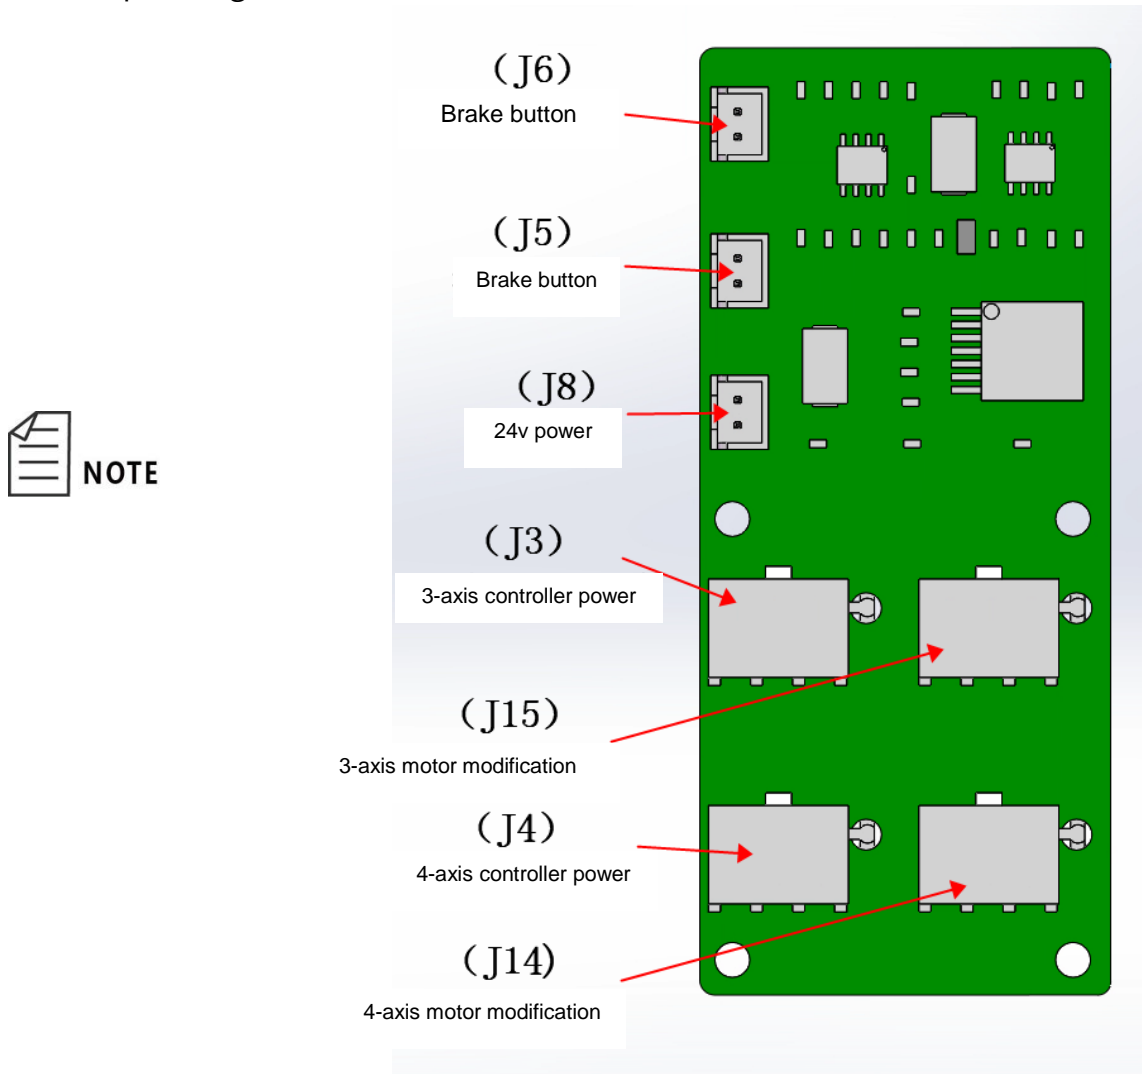 （J6）
Brake button
（J5）
Brake button
（J8）
24v power
NOTE
（J3）
3-axis controller power
（J15）
3-axis motor modification
（J4）
4-axis controller power
（J14）
4-axis motor modification